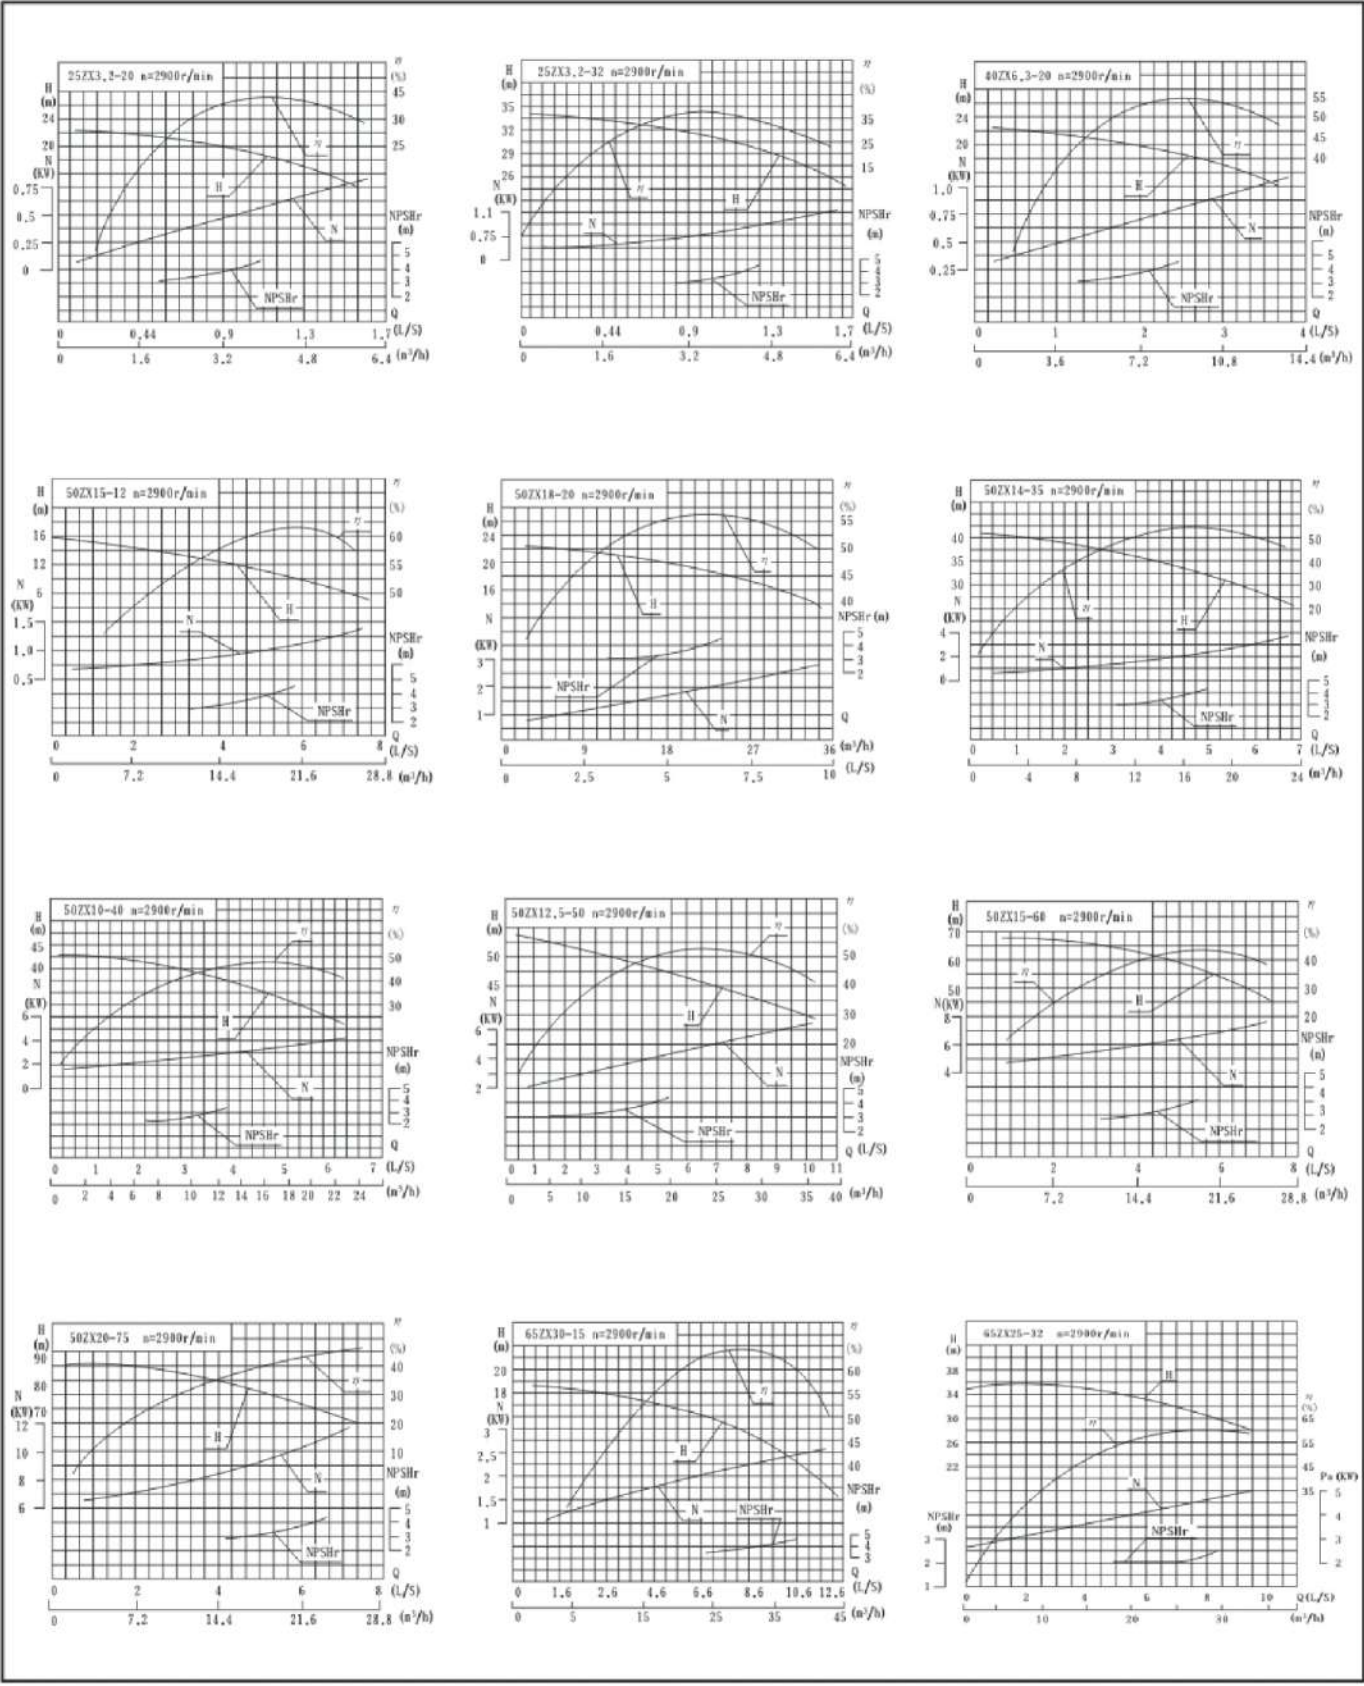 25ZX3,2-20 n=2900r/min
H
(m)
24
20
N
(KW)
0.75
0.5
0.25
0
η
(%)
45
30
25
η
H
N
NPSHr
(m)
5
4
3
2
NPSHr
Q
0 0.44 0.9 1.3 1.7 (L/S)
0 1.6 3.2 4.8 6.4 (m³/h)
25ZX3,2-32 n=2900r/min
H
(m)
35
32
29
26
N
(KW)
1.1
0.75
0
η
(%)
35
25
15
η
H
N
NPSHr
(m)
5
4
3
2
NPSHr
Q
0 0.44 0.9 1.3 1.7 (L/S)
0 1.6 3.2 4.8 6.4 (m³/h)
40ZX6,3-20 n=2900r/min
H
(m)
24
20
N
(KW)
1.0
0.75
0.5
0.25
η
(%)
55
50
45
40
η
H
N
NPSHr
(m)
5
4
3
2
NPSHr
Q
0 1 2 3 4 (L/S)
0 3.6 7.2 10.8 14.4 (m³/h)
50ZX15-12 n=2900r/min
H
(m)
16
12
N
6
(KW)
1.5
1.0
0.5
η
(%)
60
55
50
η
H
N
NPSHr
(m)
5
4
3
2
NPSHr
Q
0 2 4 6 8 (L/S)
0 7.2 14.4 21.6 28.8 (m³/h)
50ZX18-20 n=2900r/min
H
(m)
24
20
16
N
(KW)
3
2
1
η
(%)
55
50
45
40
η
H
NPSHr (m)
5
4
3
2
NPSHr
N
Q
0 9 18 27 36 (m³/h)
0 2.5 5 7.5 10 (L/S)
50ZX14-35 n=2900r/min
H
(m)
40
35
30
N
(KW)
4
2
0
η
(%)
50
40
30
20
η
H
N
NPSHr
(m)
5
4
3
2
NPSHr
Q
0 1 2 3 4 5 6 7 (L/S)
0 4 8 12 16 20 24 (m³/h)
50ZX10-40 n=2900r/min
H
(m)
45
40
N
(KW)
6
4
2
0
η
(%)
50
40
30
η
H
N
NPSHr
(m)
5
4
3
2
NPSHr
Q
0 1 2 3 4 5 6 7 (L/S)
0 2 4 6 8 10 12 14 16 18 20 22 24 (m³/h)
50ZX12,5-50 n=2900r/min
H
(m)
50
45
N
(KW)
6
4
2
η
(%)
50
40
30
20
η
H
N
NPSHr
(m)
5
4
3
2
NPSHr
Q (L/S)
0 1 2 3 4 5 6 7 8 9 10 11
0 5 10 15 20 25 30 35 40 (m³/h)
50ZX15-60 n=2900r/min
H
(m)
70
60
50
N(KW)
8
6
4
η
(%)
40
30
20
η
H
N
NPSHr
(m)
5
4
3
2
NPSHr
Q
0 2 4 6 8 (L/S)
0 7.2 14.4 21.6 28.8 (m³/h)
50ZX20-75 n=2900r/min
H
(m)
90
80
N
(KW)70
12
10
8
6
η
(%)
40
30
20
10
η
H
N
NPSHr
(m)
5
4
3
2
NPSHr
Q
0 2 4 6 8 (L/S)
0 7.2 14.4 21.6 28.8 (m³/h)
65ZX30-15 n=2900r/min
H
(m)
20
18
N
(KW)
3
2,5
2
1.5
1
η
(%)
60
55
50
45
40
η
H
N
NPSHr
NPSHr
(m)
5
4
3
Q
0 1.6 2.6 4.6 6.6 8.6 10.6 12.6 (L/S)
0 5 15 25 35 45 (m³/h)
65ZX25-32 n=2900r/min
H
(m)
38
34
30
26
22
NPSHr
(m)
3
2
1
H
η
N
NPSHr
η
(%)
65
55
45
35
Pa (KW)
5
4
3
2
0 2 4 6 8 10 Q(L/S)
0 10 20 30 (m³/h)